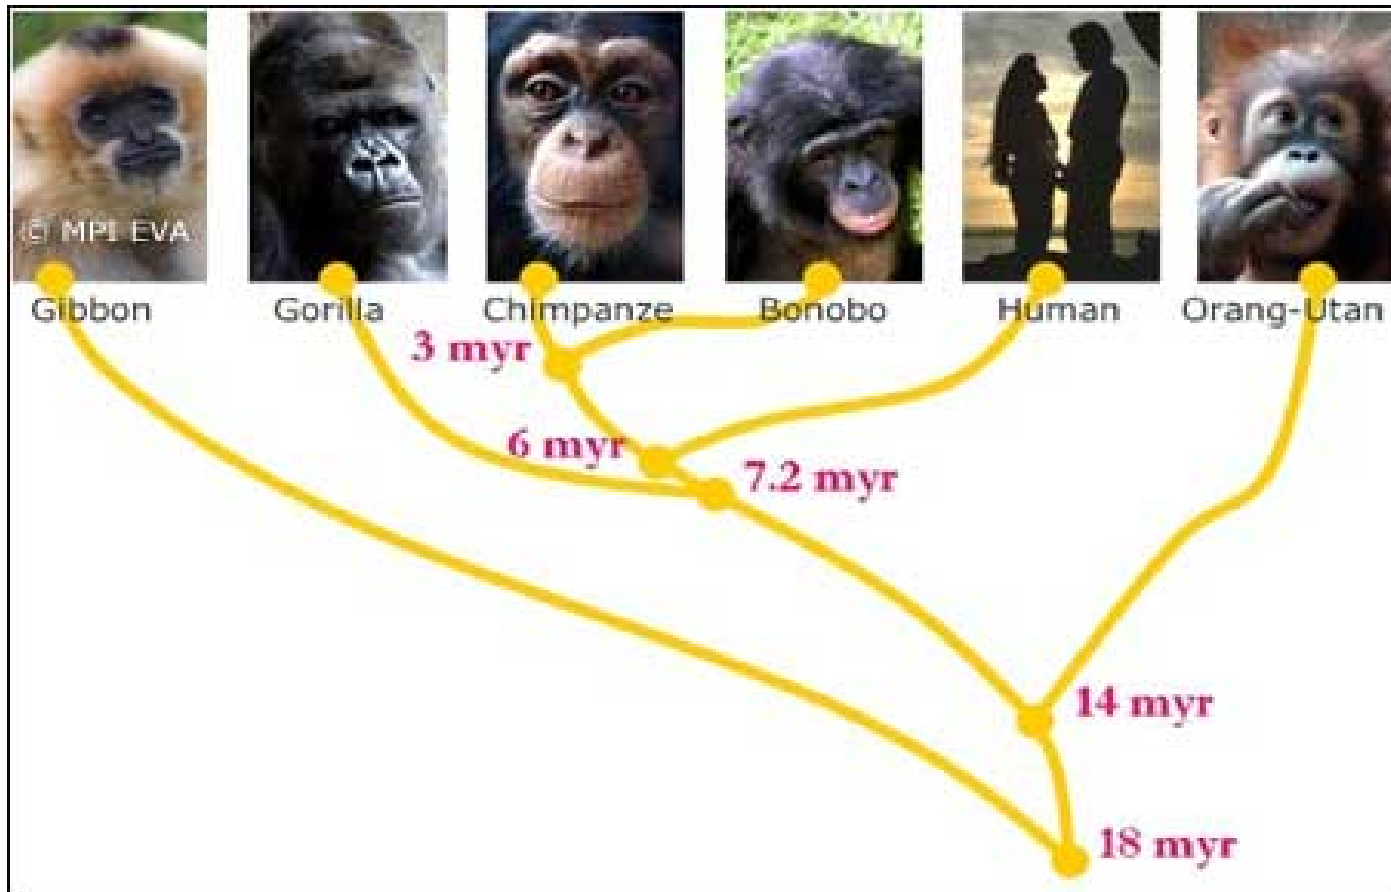 © MPI EVA
Gibbon
Gorilla
Chimpanze
Bonobo
Human
Orang-Utan
3 myr
6 myr
7.2 myr
14 myr
18 myr